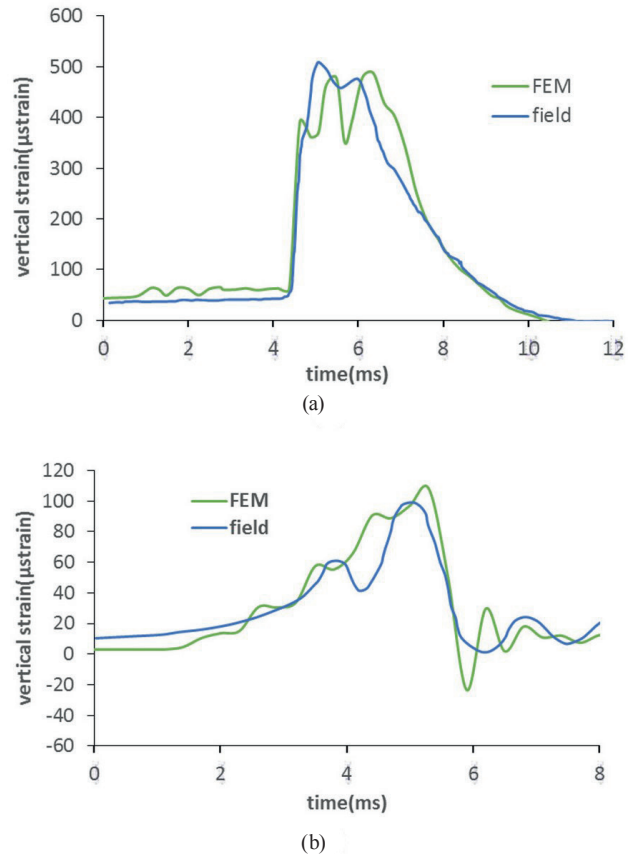 600
500
400
300
200
100
0
vertical strain(µstrain)
FEM
field
0 2 4 6 8 10 12
time(ms)
(a)
120
100
80
60
40
20
0
-20
-40
-60
vertical strain(µstrain)
FEM
field
0 2 4 6 8
time(ms)
(b)